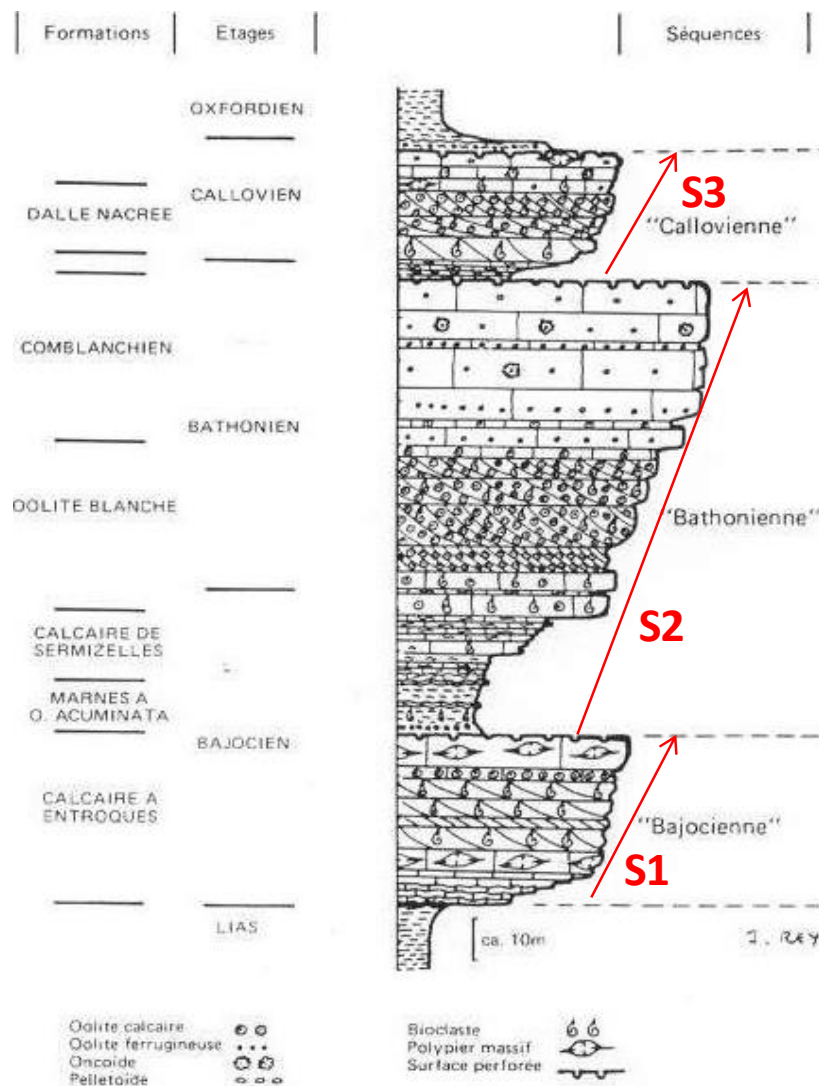 Formations Etages Séquences
OXFORDIEN
CALLOVIEN
DALLE NACREE
S3
"Callovienne"
COMBLANCHIEN
BATHONIEN
OOLITE BLANCHE
"Bathonienne"
S2
CALCAIRE DE
SERMIZELLES
MARNES A
O. ACUMINATA
BAJOCIEN
CALCAIRE A
ENTROQUES
"Bajocienne"
S1
LIAS
ca. 10m
J. REY
Oolite calcaire
Oolite ferrugineuse
Oncoide
Pelletoide
Bioclaste
Polypier massif
Surface perforée